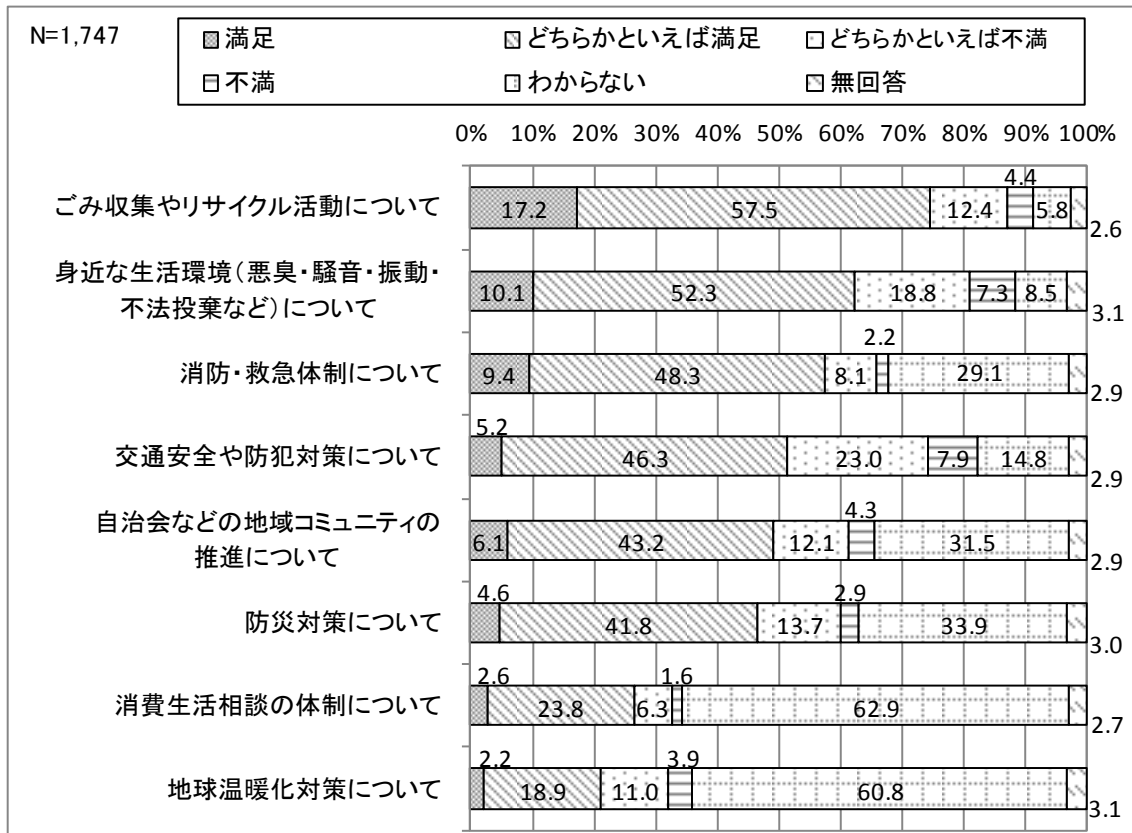 N=1,747
満足 どちらかといえば満足 どちらかといえば不満
不満 わからない 無回答
0% 10% 20% 30% 40% 50% 60% 70% 80% 90% 100%
ごみ収集やリサイクル活動について
17.2 57.5 12.4 4.4 5.8 2.6
身近な生活環境(悪臭・騒音・振動・
不法投棄など)について
10.1 52.3 18.8 7.3 8.5 3.1
消防・救急体制について
9.4 48.3 8.1 2.2 29.1 2.9
交通安全や防犯対策について
5.2 46.3 23.0 7.9 14.8 2.9
自治会などの地域コミュニティの
推進について
6.1 43.2 12.1 4.3 31.5 2.9
防災対策について
4.6 41.8 13.7 2.9 33.9 3.0
消費生活相談の体制について
2.6 23.8 6.3 1.6 62.9 2.7
地球温暖化対策について
2.2 18.9 11.0 3.9 60.8 3.1